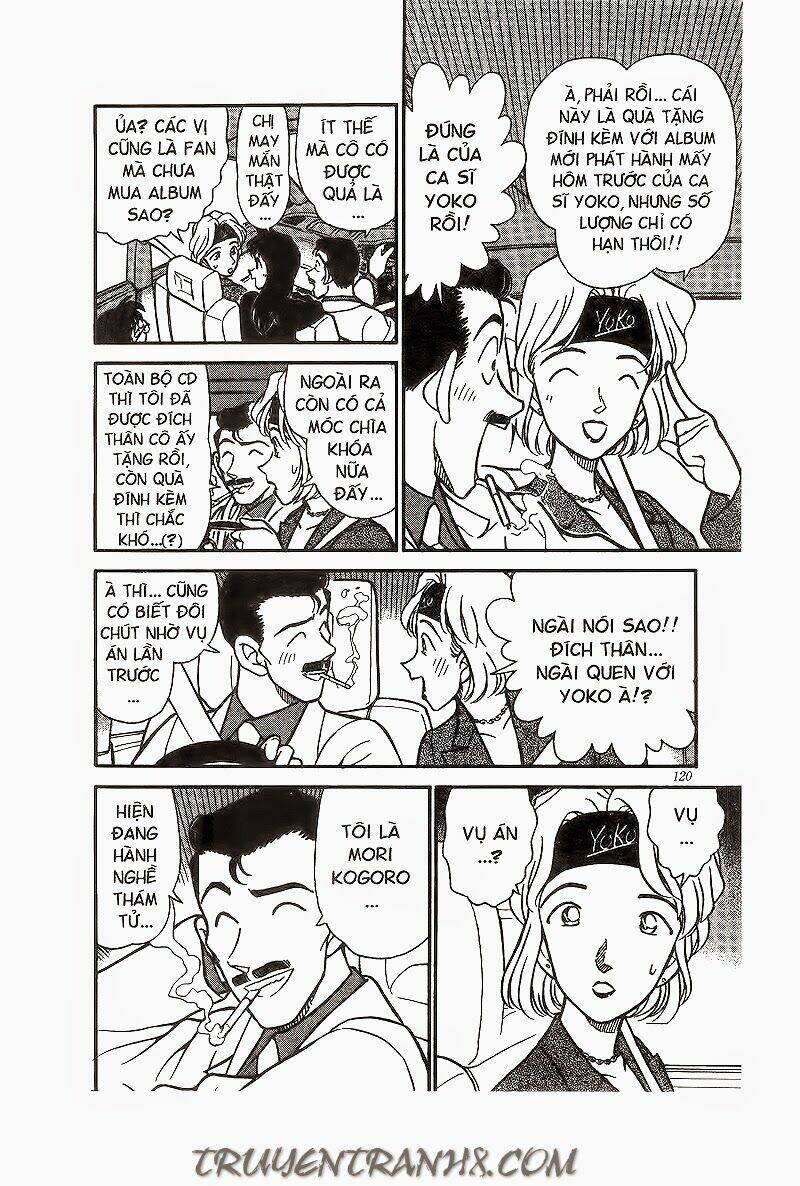 À, PHẢI RỒI... CÁI
NÀY LÀ QUÀ TẶNG
ĐÍNH KÈM VỚI ALBUM
MỚI PHÁT HÀNH MẤY
HÔM TRƯỚC CỦA CA
SĨ YOKO, NHƯNG SỐ
LƯỢNG CHỈ CÓ
HẠN THÔI!!
ĐÚNG
LÀ CỦA
CA SĨ
YOKO
RỒI!
YoKo
ÍT THẾ
MÀ CÔ CÓ
ĐƯỢC
QUẢ LÀ
...
CHỊ
MAY
MẮN
THẬT
ĐẤY
...
ỦA? CÁC VỊ
CŨNG LÀ FAN
MÀ CHƯA
MUA ALBUM
SAO?
NGOÀI RA
CÒN CÓ CẢ
MÓC CHÌA
KHÓA
NỮA
ĐẤY...
TOÀN BỘ CD
THÌ TÔI ĐÃ
ĐƯỢC ĐÍCH
THÂN CÔ ẤY
TẶNG RỒI,
CÒN QUÀ
ĐÍNH KÈM
THÌ CHẮC
KHÓ...(?)
NGÀI NÓI SAO!!
ĐÍCH THÂN...
NGÀI QUEN VỚI
YOKO À!?
À THÌ... CŨNG
CÓ BIẾT ĐÔI
CHÚT NHỜ VỤ
ÁN LẦN
TRƯỚC
...
120
VỤ
...
VỤ ÁN
...?
YoKo
TÔI LÀ
MORI
KOGORO
...
HIỆN
ĐANG
HÀNH
NGHỀ
THÁM
TỬ...
TRUYENTRANH8.COM